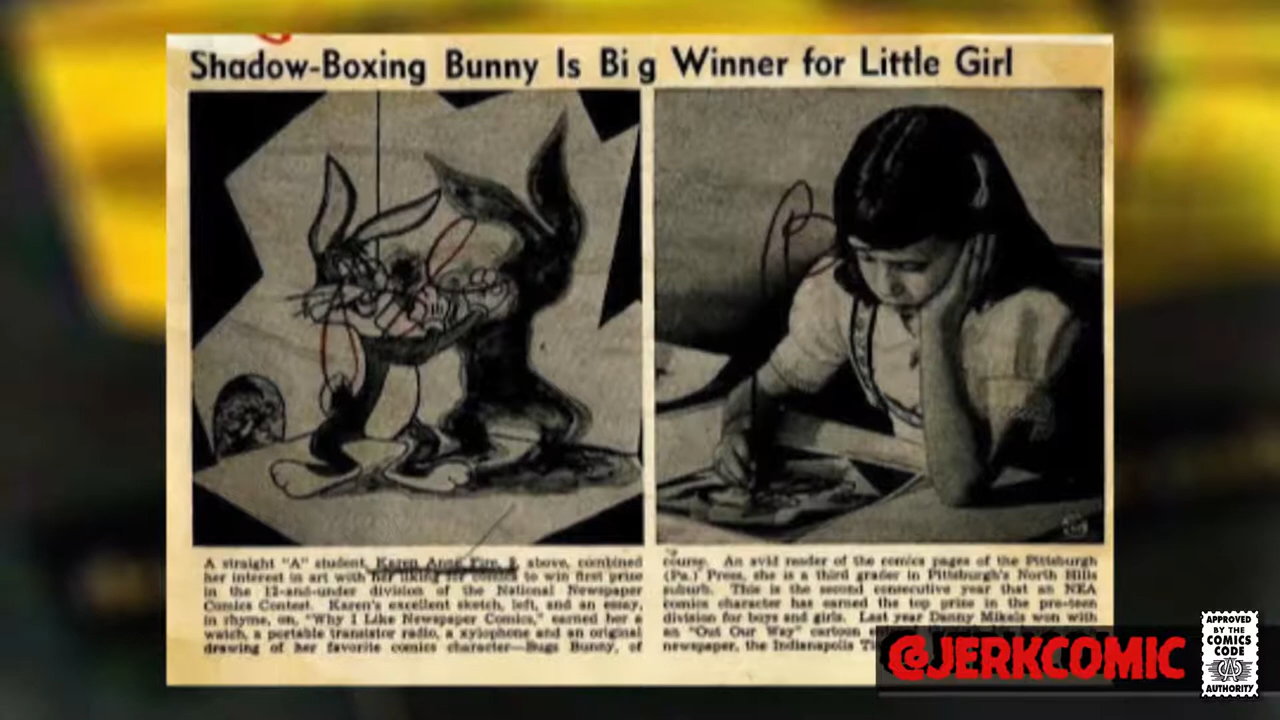 Shadow-Boxing Bunny Is Big Winner for Little Girl
A straight "A" student, Karen Anne above, combined
her interest in art with her liking for comics to win first prize
in the 12-and-under division of the National Newspaper
Comics Contest. Karen's excellent sketch, left, and an essay,
in rhyme, on, "Why I Like Newspaper Comics," earned her a
watch, a portable transistor radio, a xylophone and an original
drawing of her favorite comics character—Bugs Bunny, of
course. An avid reader of the comics pages of the Pittsburgh
(Pa.) Press, she is a third grader in Pittsburgh's North Hills
suburb. This is the second consecutive year that an NEA
comics character has earned the top prize in the pre-teen
division for boys and girls. Last year Danny Mikels won with
an "Out Our Way" cartoon
newspaper, the Indianapolis
@JERKCOMIC
APPROVED
BY THE
COMICS
CODE
CA
AUTHORITY